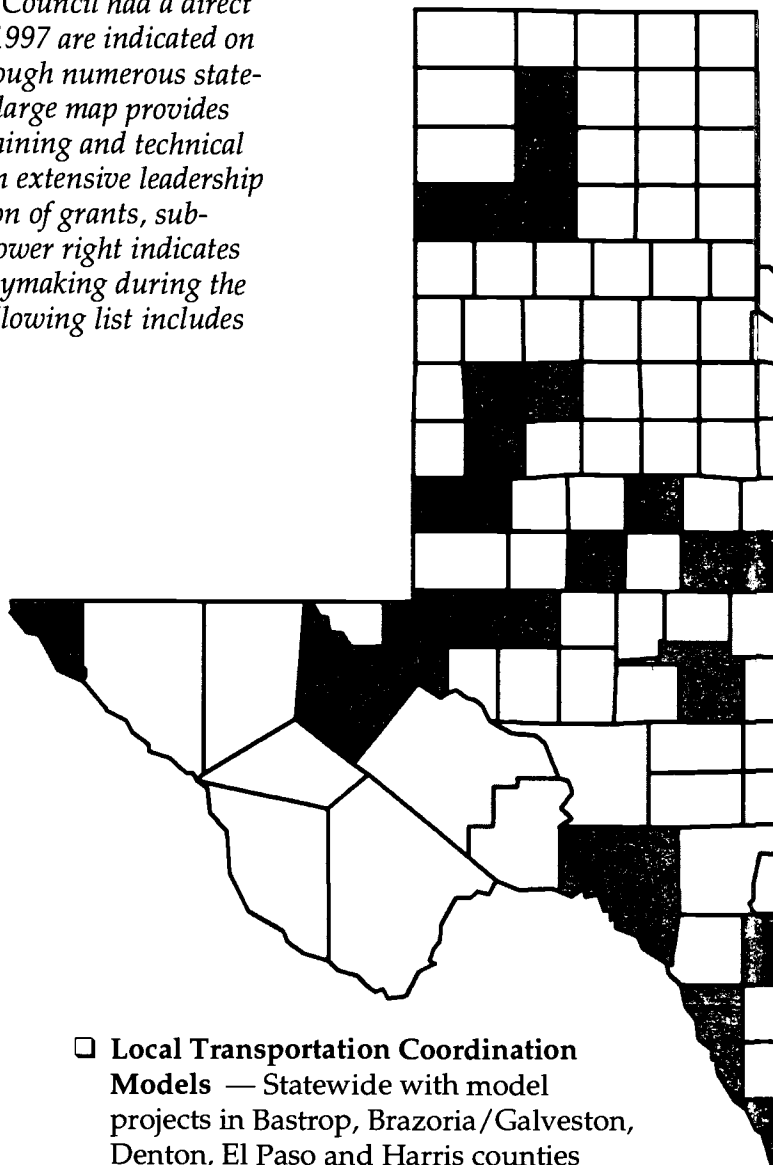 Council had a direct
1997 are indicated on
ough numerous state-
large map provides
aining and technical
n extensive leadership
on of grants, sub-
ower right indicates
ymaking during the
llowing list includes
❑ Local Transportation Coordination
Models — Statewide with model
projects in Bastrop, Brazoria/Galveston,
Denton, El Paso and Harris counties